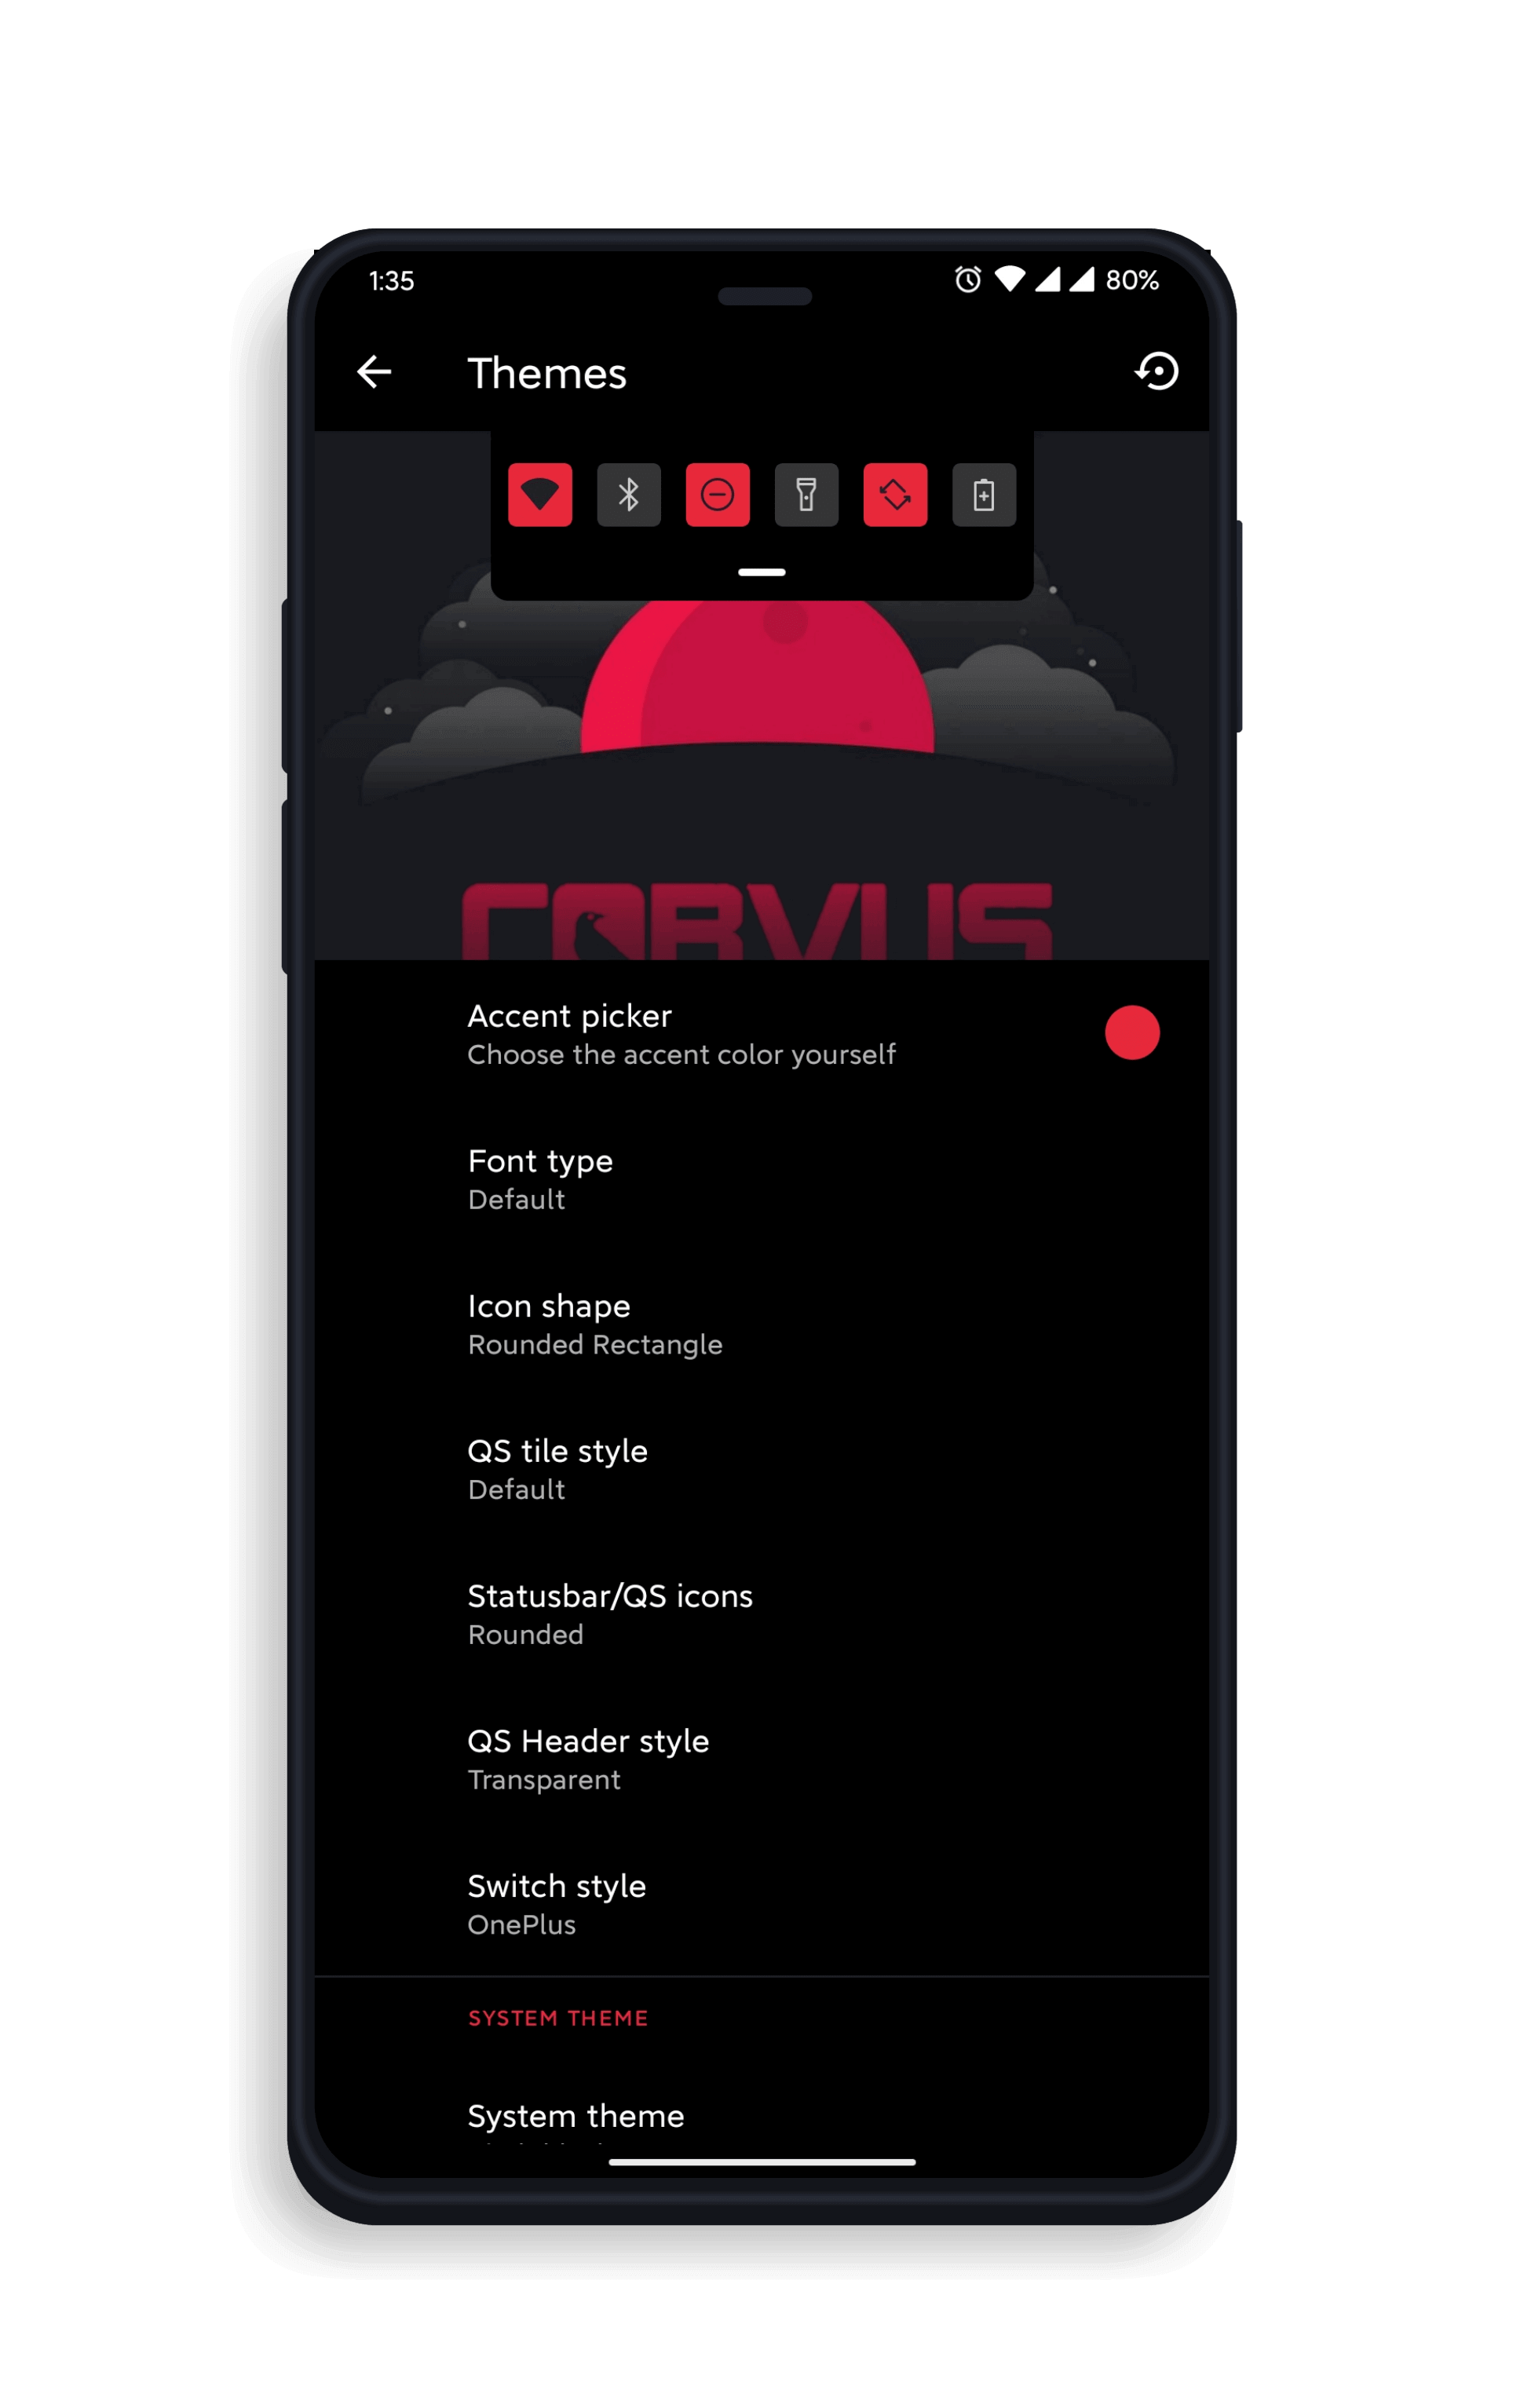 1:35
80%
Themes
CORVUS
Accent picker
Choose the accent color yourself
Font type
Default
Icon shape
Rounded Rectangle
QS tile style
Default
Statusbar/QS icons
Rounded
QS Header style
Transparent
Switch style
OnePlus
SYSTEM THEME
System theme